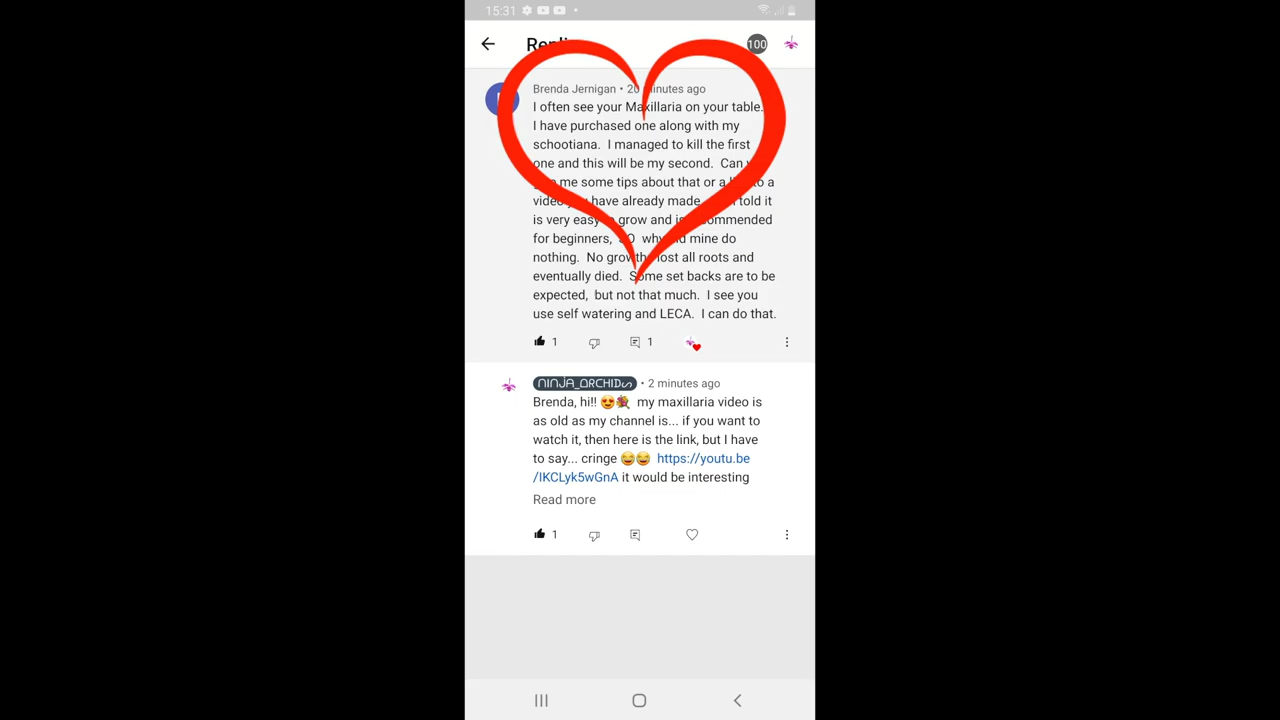 15:31
100
Brenda Jernigan • 20 minutes ago
I often see your Maxillaria on your table.
I have purchased one along with my
schootiana. I managed to kill the first
one and this will be my second. Can
me some tips about that or a to a
video have already made. told it
is very easy grow and is recommended
for beginners, SO why mine do
nothing. No growth lost all roots and
eventually died. Some set backs are to be
expected, but not that much. I see you
use self watering and LECA. I can do that.
1 1
NINJA_ORCHIDS • 2 minutes ago
Brenda, hi!! 😍💐 my maxillaria video is
as old as my channel is... if you want to
watch it, then here is the link, but I have
to say... cringe 😂😂 https://youtu.be
/IKCLyk5wGnA it would be interesting
Read more
1